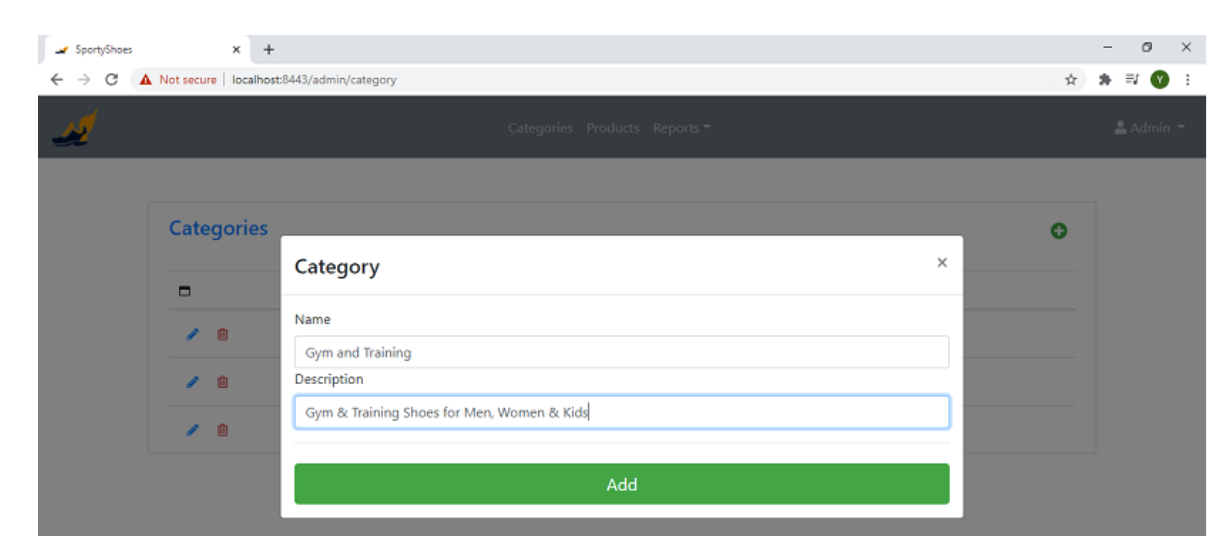 SportyShoes
Not secure | localhost:8443/admin/category
Y
Categories Products Reports Admin
Categories
Category
Name
Gym and Training
Description
Gym & Training Shoes for Men, Women & Kids
Add